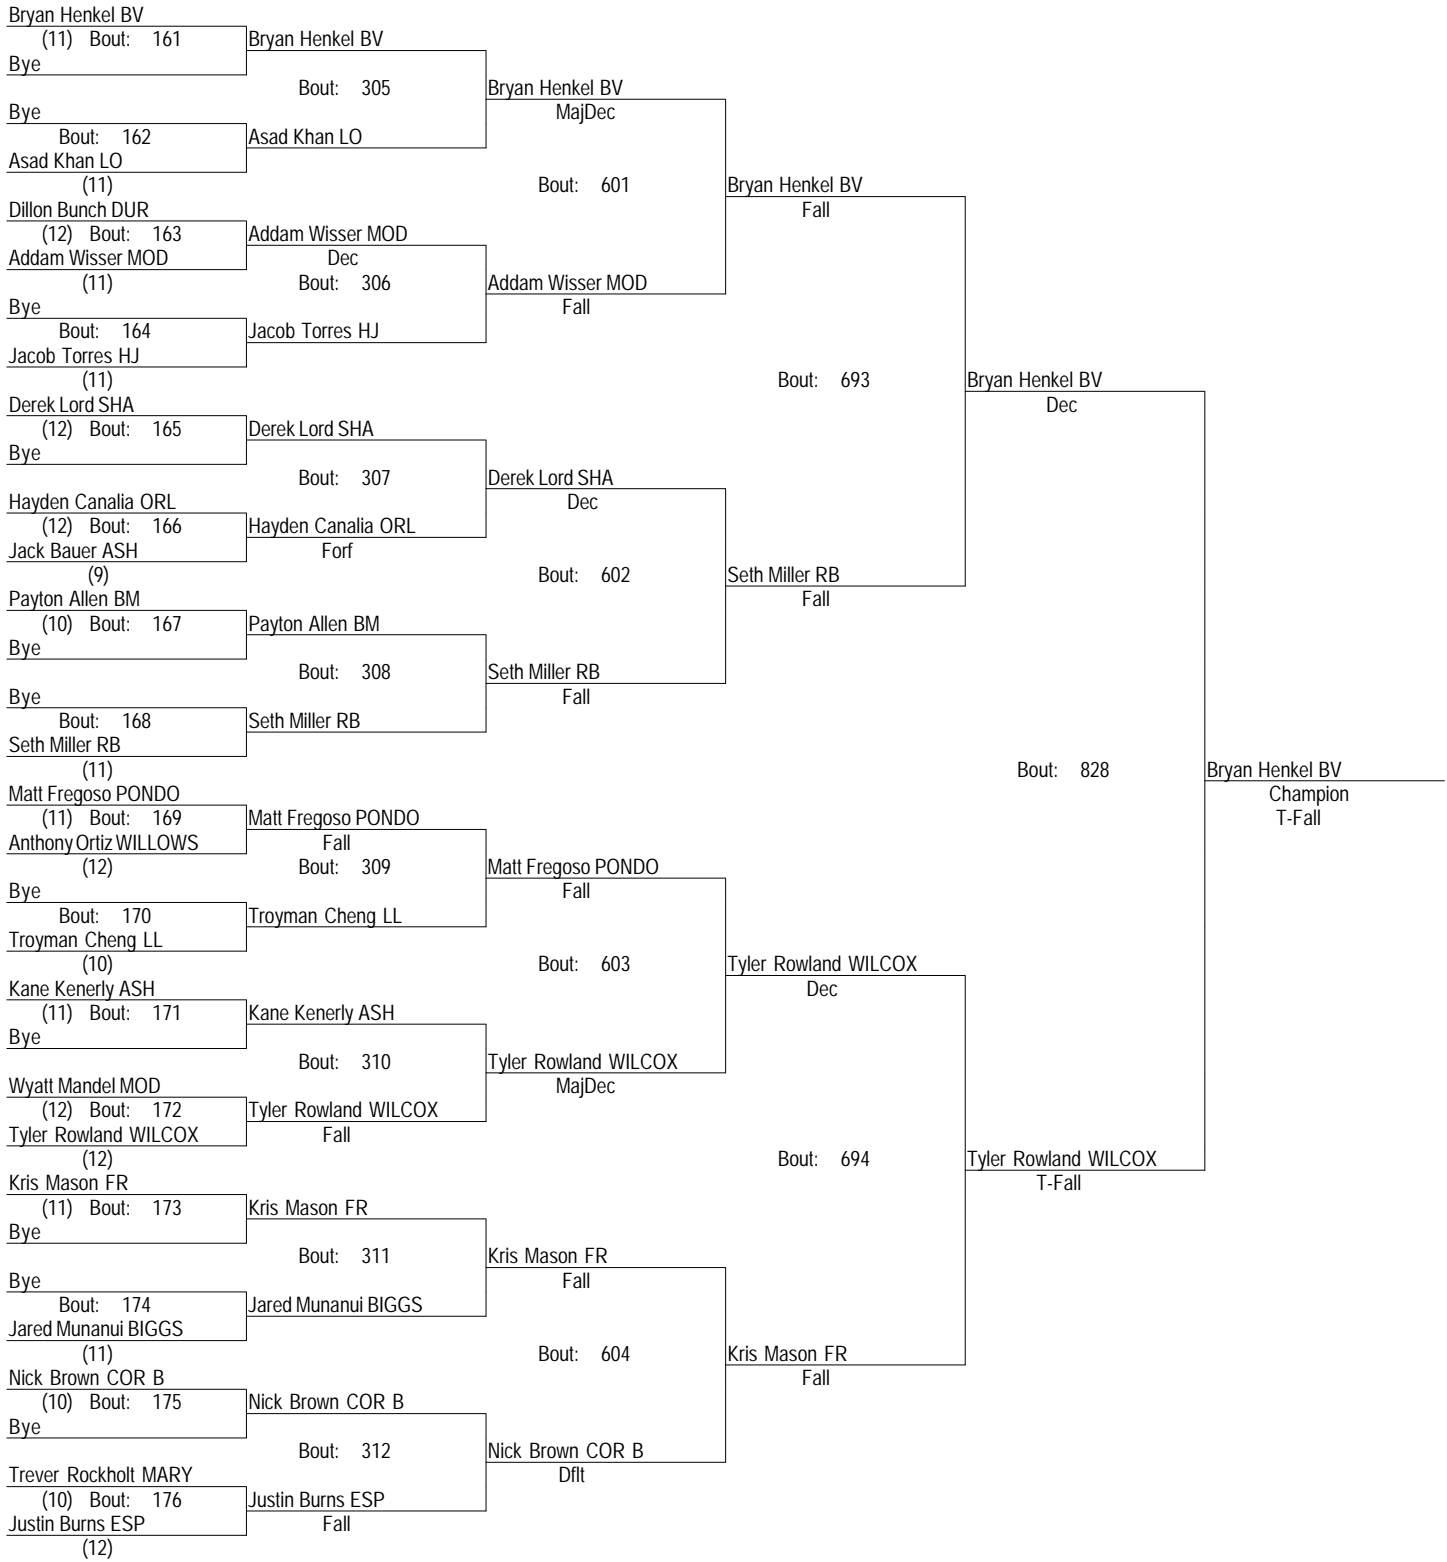 Bryan Henkel BV
(11) Bout: 161 Bryan Henkel BV
Bye
Bout: 305 Bryan Henkel BV
Bye MajDec
Bout: 162 Asad Khan LO
Asad Khan LO
(11) Bout: 601 Bryan Henkel BV
Dillon Bunch DUR Fall
(12) Bout: 163 Addam Wisser MOD
Addam Wisser MOD Dec
(11) Bout: 306 Addam Wisser MOD
Bye Fall
Bout: 164 Jacob Torres HJ
Jacob Torres HJ
(11) Bout: 693 Bryan Henkel BV
Derek Lord SHA Dec
(12) Bout: 165 Derek Lord SHA
Bye
Bout: 307 Derek Lord SHA
Hayden Canalia ORL Dec
(12) Bout: 166 Hayden Canalia ORL
Jack Bauer ASH Forf
(9) Bout: 602 Seth Miller RB
Payton Allen BM Fall
(10) Bout: 167 Payton Allen BM
Bye
Bout: 308 Seth Miller RB
Bye Fall
Bout: 168 Seth Miller RB
Seth Miller RB
(11) Bout: 828 Bryan Henkel BV
Matt Fregoso PONDO Champion
(11) Bout: 169 Matt Fregoso PONDO T-Fall
Anthony Ortiz WILLOWS Fall
(12) Bout: 309 Matt Fregoso PONDO
Bye Fall
Bout: 170 Troyman Cheng LL
Troyman Cheng LL
(10) Bout: 603 Tyler Rowland WILCOX
Kane Kenerly ASH Dec
(11) Bout: 171 Kane Kenerly ASH
Bye
Bout: 310 Tyler Rowland WILCOX
Wyatt Mandel MOD MajDec
(12) Bout: 172 Tyler Rowland WILCOX
Tyler Rowland WILCOX Fall
(12) Bout: 694 Tyler Rowland WILCOX
Kris Mason FR T-Fall
(11) Bout: 173 Kris Mason FR
Bye
Bout: 311 Kris Mason FR
Bye Fall
Bout: 174 Jared Munanui BIGGS
Jared Munanui BIGGS
(11) Bout: 604 Kris Mason FR
Nick Brown COR B Fall
(10) Bout: 175 Nick Brown COR B
Bye
Bout: 312 Nick Brown COR B
Trever Rockholt MARY Dflt
(10) Bout: 176 Justin Burns ESP
Justin Burns ESP Fall
(12)